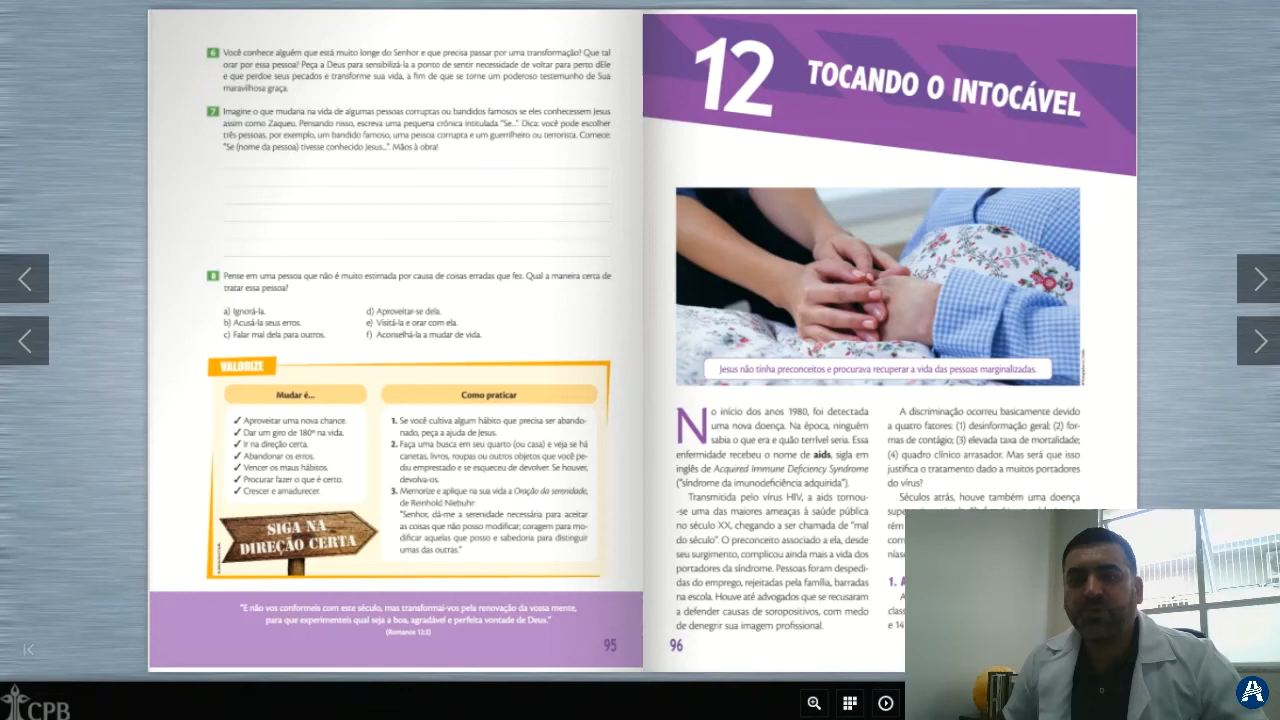 6 Você conhece alguém que está muito longe do Senhor e que precisa passar por uma transformação? Que tal
orar por essa pessoa? Peça a Deus para sensibilizá-la a ponto de sentir necessidade de voltar para perto dEle
e que perdoe seus pecados e transforme sua vida, a fim de que se torne um poderoso testemunho de Sua
maravilhosa graça.
7 Imagine o que mudaria na vida de algumas pessoas corruptas ou bandidos famosos se eles conhecessem Jesus
assim como Zaqueu. Pensando nisso, escreva uma pequena crônica intitulada "Se...". Dica: você pode escolher
três pessoas, por exemplo, um bandido famoso, uma pessoa corrupta e um guerrilheiro ou terrorista. Comece:
"Se (nome da pessoa) tivesse conhecido Jesus...". Mãos à obra!
8 Pense em uma pessoa que não é muito estimada por causa de coisas erradas que fez. Qual a maneira certa de
tratar essa pessoa?
a) Ignorá-la.
b) Acusá-la seus erros.
c) Falar mal dela para outros.
d) Aproveitar-se dela.
e) Visitá-la e orar com ela.
f) Aconselhá-la a mudar de vida.
VALORIZE
Mudar é...
✓ Aproveitar uma nova chance.
✓ Dar um giro de 180º na vida.
✓ Ir na direção certa.
✓ Abandonar os erros.
✓ Vencer os maus hábitos.
✓ Procurar fazer o que é certo.
✓ Crescer e amadurecer.
SIGA NA
DIREÇÃO CERTA
Como praticar
1. Se você cultiva algum hábito que precisa ser abando-
nado, peça a ajuda de Jesus.
2. Faça uma busca em seu quarto (ou casa) e veja se há
canetas, livros, roupas ou outros objetos que você pe-
diu emprestado e se esqueceu de devolver. Se houver,
devolva-os.
3. Memorize e aplique na sua vida a Oração da serenidade,
de Reinhold Niebuhr:
"Senhor, dá-me a serenidade necessária para aceitar
as coisas que não posso modificar; coragem para mo-
dificar aquelas que posso e sabedoria para distinguir
umas das outras."
"E não vos conformeis com este século, mas transformai-vos pela renovação da vossa mente,
para que experimenteis qual seja a boa, agradável e perfeita vontade de Deus."
(Romanos 12:2)
95
12 TOCANDO O INTOCÁVEL
Jesus não tinha preconceitos e procurava recuperar a vida das pessoas marginalizadas.
No início dos anos 1980, foi detectada
uma nova doença. Na época, ninguém
sabia o que era e quão terrível seria. Essa
enfermidade recebeu o nome de aids, sigla em
inglês de Acquired Immune Deficiency Syndrome
("síndrome da imunodeficiência adquirida").
Transmitida pelo vírus HIV, a aids tornou-
-se uma das maiores ameaças à saúde pública
no século XX, chegando a ser chamada de "mal
do século". O preconceito associado a ela, desde
seu surgimento, complicou ainda mais a vida dos
portadores da síndrome. Pessoas foram despedi-
das do emprego, rejeitadas pela família, barradas
na escola. Houve até advogados que se recusaram
a defender causas de soropositivos, com medo
de denegrir sua imagem profissional.
A discriminação ocorreu basicamente devido
a quatro fatores: (1) desinformação geral; (2) for-
mas de contágio; (3) elevada taxa de mortalidade;
(4) quadro clínico arrasador. Mas será que isso
justifica o tratamento dado a muitos portadores
do vírus?
Séculos atrás, houve também uma doença
rém
com
1. A
class
e 14
96
CPB